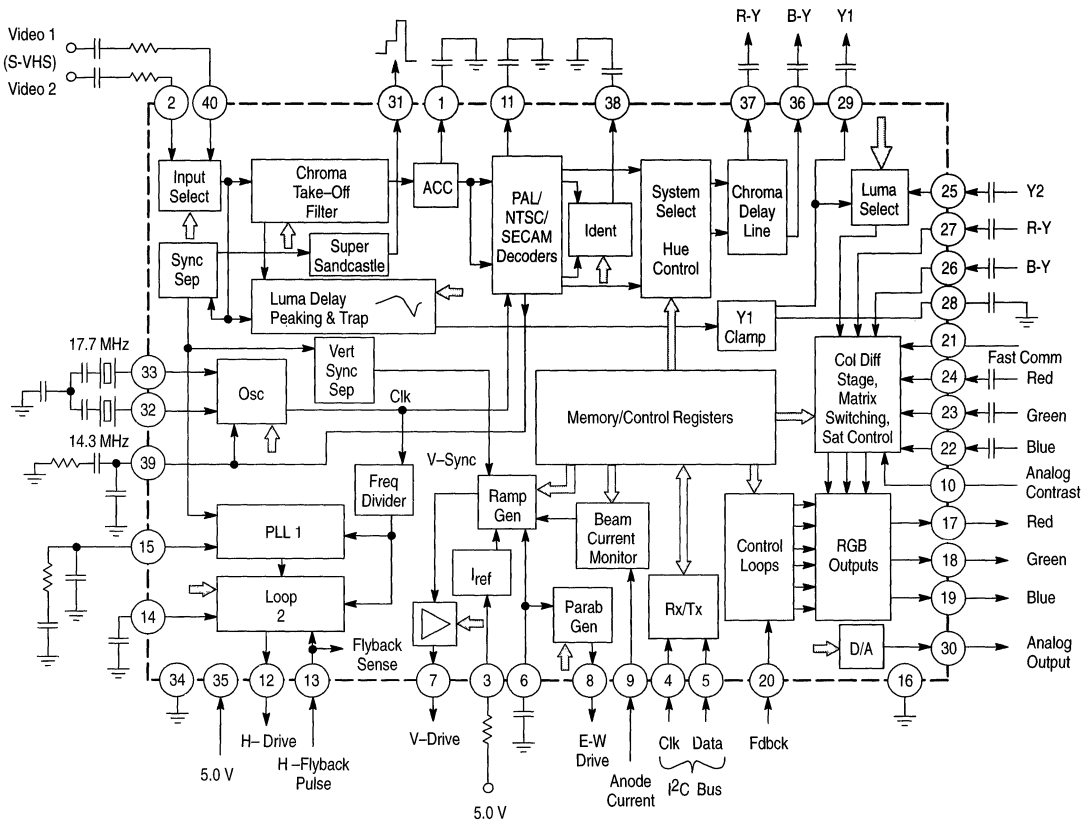 R-Y
B-Y
Y1
Video 1
(S-VHS)
Video 2
2
40
31
1
11
38
37
36
29
Input
Select
Chroma
Take–Off
Filter
ACC
PAL/
NTSC/
SECAM
Decoders
Ident
System
Select
Hue
Control
Chroma
Delay
Line
Luma
Select
25
Y2
27
R-Y
26
B-Y
28
Sync
Sep
Super
Sandcastle
Luma Delay
Peaking & Trap
Y1
Clamp
21
Fast Comm
17.7 MHz
33
32
14.3 MHz
39
Osc
Vert
Sync
Sep
Clk
Memory/Control Registers
Col Diff
Stage,
Matrix
Switching,
Sat Control
24
Red
23
Green
22
Blue
10
Analog
Contrast
V–Sync
Freq
Divider
Ramp
Gen
Beam
Current
Monitor
Control
Loops
RGB
Outputs
17
Red
18
Green
19
Blue
15
PLL 1
14
Loop
2
Iref
Parab
Gen
Rx/Tx
D/A
30
Analog
Output
Flyback
Sense
34
35
12
13
7
3
6
8
9
4
5
20
16
5.0 V
H– Drive
H –Flyback
Pulse
V–Drive
5.0 V
E-W
Drive
Anode
Current
Clk Data
I2C Bus
Fdbck